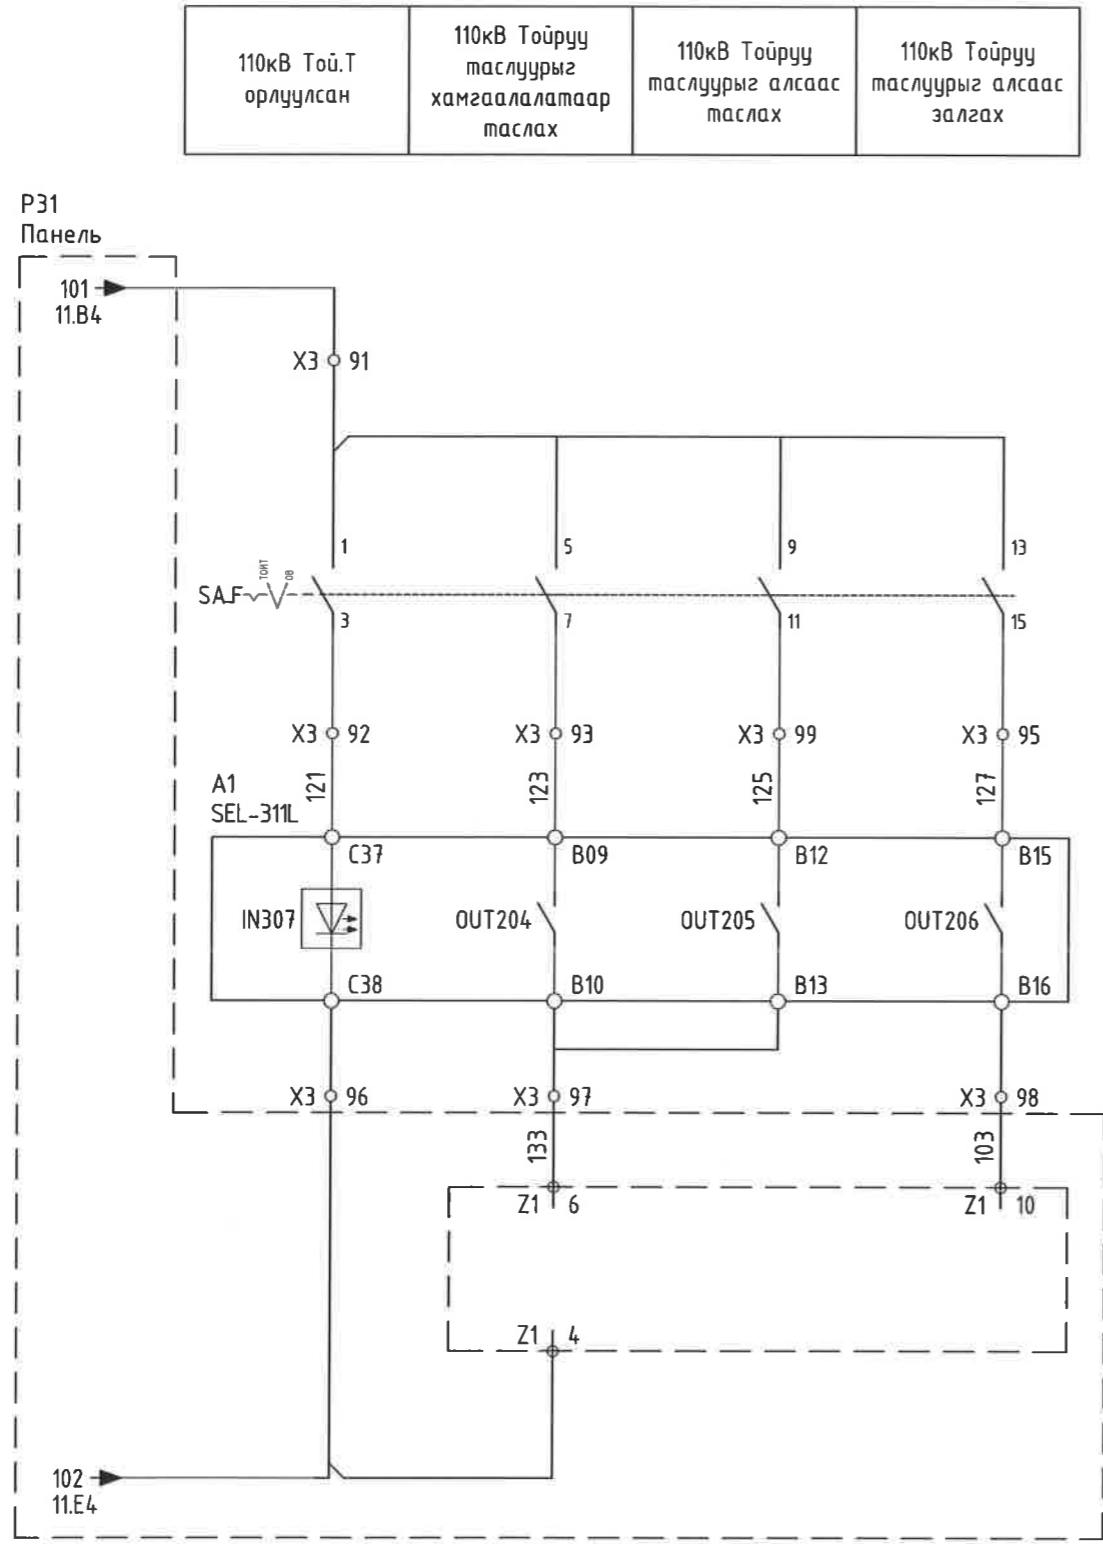 110кВ Той.Т
орлуулсан
110кВ Тойруу
таслуурыг
хамгаалалатаар
таслах
110кВ Тойруу
таслуурыг алсаас
таслах
110кВ Тойруу
таслуурыг алсаас
залгах
P31
Панель
101
11.B4
X3 91
1 5 9 13
SA_F ТОИТ ОВ
3 7 11 15
X3 92 X3 93 X3 99 X3 95
121 123 125 127
A1
SEL-311L
C37 B09 B12 B15
IN307 OUT204 OUT205 OUT206
C38 B10 B13 B16
X3 96 X3 97 X3 98
133 103
Z1 6 Z1 10
Z1 4
102
11.E4